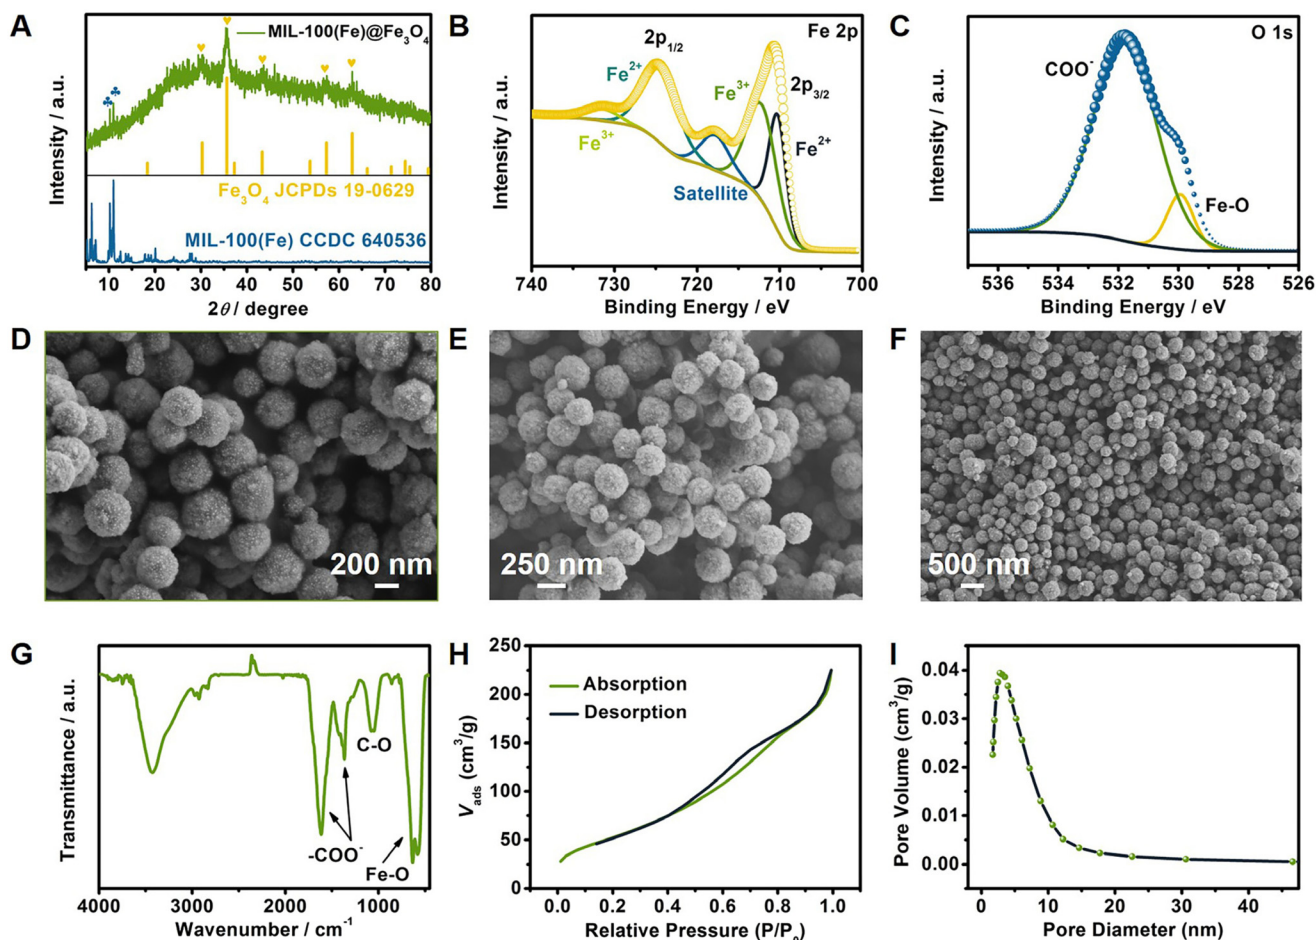 A
MIL-100(Fe)@Fe₃O₄
Intensity / a.u.
Fe₃O₄ JCPDs 19-0629
MIL-100(Fe) CCDC 640536
10 20 30 40 50 60 70 80
2θ / degree
B
Fe 2p
2p₁/₂
Fe²⁺
Fe³⁺
2p₃/₂
Fe³⁺
Fe²⁺
Satellite
Intensity / a.u.
740 730 720 710 700
Binding Energy / eV
C
O 1s
COO⁻
Fe-O
Intensity / a.u.
536 534 532 530 528 526
Binding Energy / eV
D
200 nm
E
250 nm
F
500 nm
G
Transmittance / a.u.
C-O
-COO⁻
Fe-O
4000 3000 2000 1000
Wavenumber / cm⁻¹
H
Absorption
Desorption
V ads (cm³/g)
250
200
150
100
50
0
0.0 0.2 0.4 0.6 0.8 1.0
Relative Pressure (P/P₀)
I
Pore Volume (cm³/g)
0.04
0.03
0.02
0.01
0.00
0 10 20 30 40
Pore Diameter (nm)